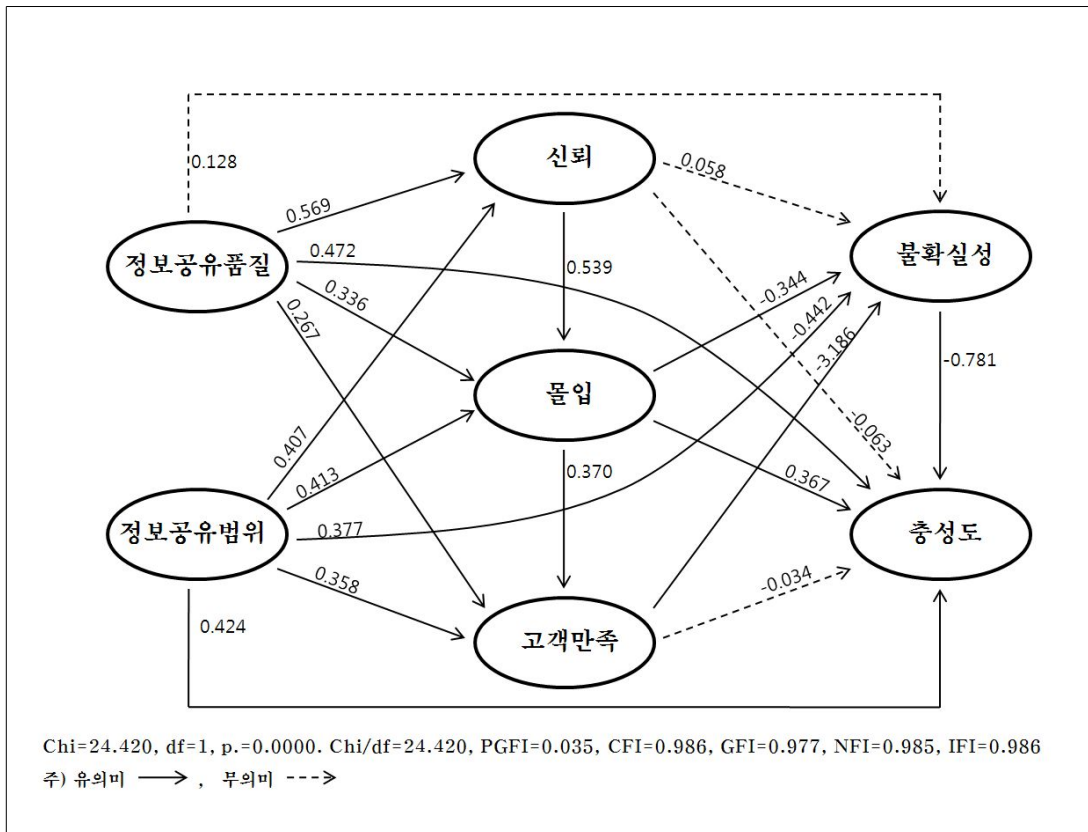 0.128
신뢰
0.058
0.569
정보공유품질
0.472
불확실성
0.539
0.336
-0.344
0.267
-0.442
-3.186
-0.781
몰입
-0.063
0.407
0.413
0.370
0.367
정보공유범위
0.377
충성도
0.358
-0.034
0.424
고객만족
Chi=24.420, df=1, p.=0.0000. Chi/df=24.420, PGFI=0.035, CFI=0.986, GFI=0.977, NFI=0.985, IFI=0.986
주) 유의미 , 무의미